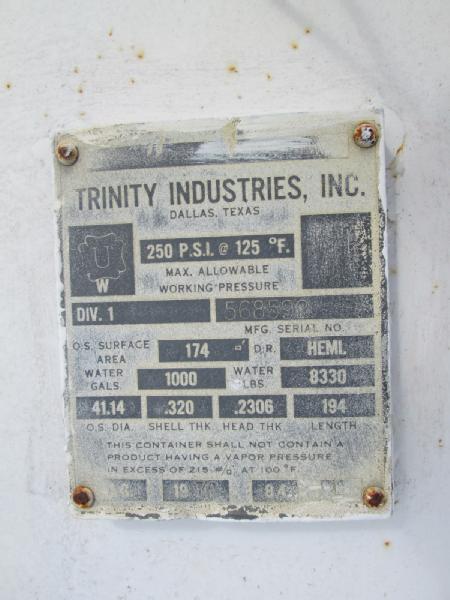 TRINITY INDUSTRIES, INC.
DALLAS, TEXAS
U
W
250 P.S.I. @ 125 °F.
MAX. ALLOWABLE
WORKING PRESSURE
DIV. 1
MFG. SERIAL NO.
O.S. SURFACE
AREA
174 □' D.R. HEML
WATER
GALS.
1000
WATER
LBS.
8330
41.14 .320 .2306 194
O.S. DIA. SHELL THK. HEAD THK. LENGTH
THIS CONTAINER SHALL NOT CONTAIN A
PRODUCT HAVING A VAPOR PRESSURE
IN EXCESS OF 215 #/□" AT 100 °F.